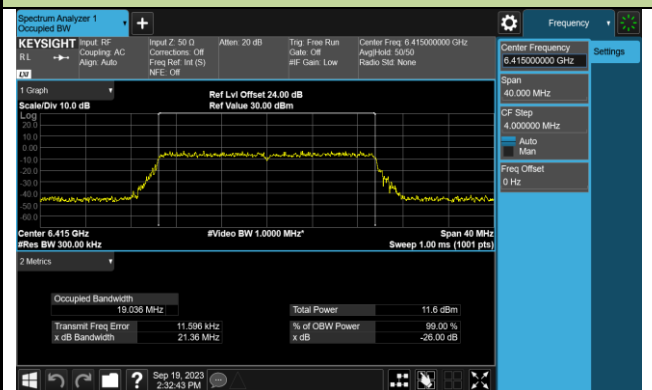 Spectrum Analyzer 1
Occupied BW
+
Frequency
KEYSIGHT
RL
LXI
Input: RF
Coupling: AC
Align: Auto
Input Z: 50 Ω
Corrections: Off
Freq Ref: Int (S)
NFE: Off
Atten: 20 dB
Trig: Free Run
Gate: Off
#IF Gain: Low
Center Freq: 6.415000000 GHz
Avg|Hold: 50/50
Radio Std: None
Center Frequency
6.415000000 GHz
Settings
Span
40.000 MHz
CF Step
4.000000 MHz
Auto
Man
Freq Offset
0 Hz
1 Graph
Scale/Div 10.0 dB
Ref Lvl Offset 24.00 dB
Ref Value 30.00 dBm
Log
20.0
10.0
0.00
-10.0
-20.0
-30.0
-40.0
-50.0
-60.0
Center 6.415 GHz
#Res BW 300.00 kHz
#Video BW 1.0000 MHz*
Span 40 MHz
Sweep 1.00 ms (1001 pts)
2 Metrics
Occupied Bandwidth
19.036 MHz
Total Power 11.6 dBm
Transmit Freq Error 11.596 kHz
% of OBW Power 99.00 %
x dB Bandwidth 21.36 MHz
x dB -26.00 dB
?
Sep 19, 2023
2:32:43 PM